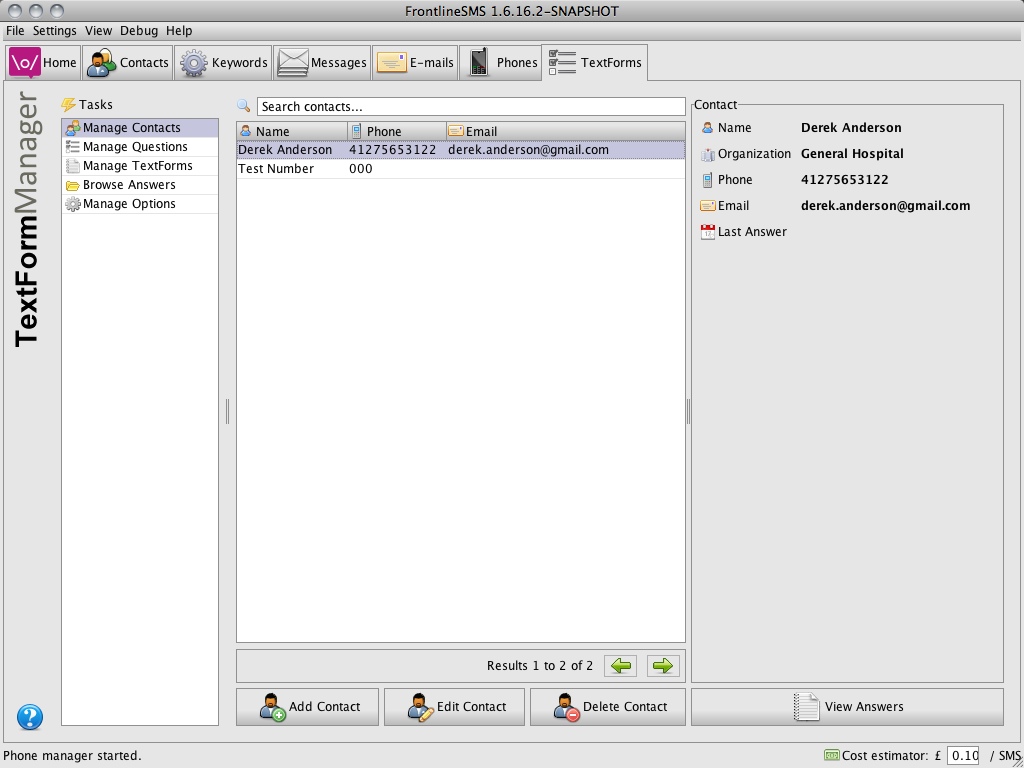 FrontlineSMS 1.6.16.2-SNAPSHOT
File Settings View Debug Help
\o/ Home Contacts Keywords Messages E-mails Phones TextForms
TextFormManager
Tasks
Manage Contacts
Manage Questions
Manage TextForms
Browse Answers
Manage Options
Search contacts...
Name Phone Email
Derek Anderson 41275653122 derek.anderson@gmail.com
Test Number 000
Results 1 to 2 of 2
Add Contact Edit Contact Delete Contact
Contact
Name Derek Anderson
Organization General Hospital
Phone 41275653122
Email derek.anderson@gmail.com
12 Last Answer
View Answers
?
Phone manager started.
Cost estimator: £ 0.10 / SMS